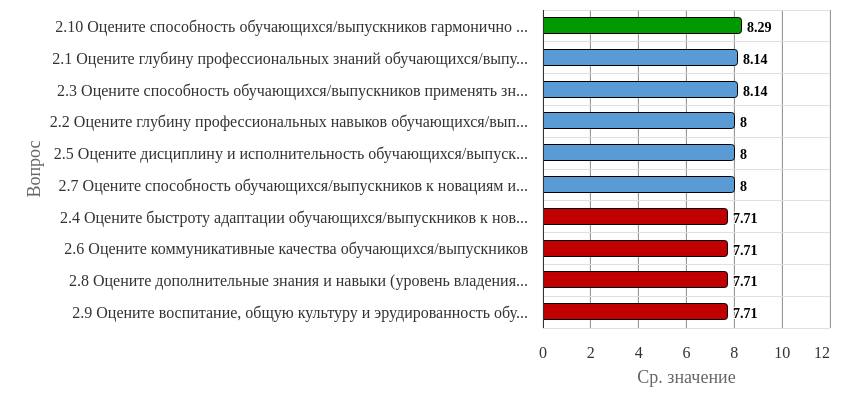 2.10 Оцените способность обучающихся/выпускников гармонично ... 8.29
2.1 Оцените глубину профессиональных знаний обучающихся/выпу... 8.14
2.3 Оцените способность обучающихся/выпускников применять зн... 8.14
2.2 Оцените глубину профессиональных навыков обучающихся/вып... 8
2.5 Оцените дисциплину и исполнительность обучающихся/выпуск... 8
2.7 Оцените способность обучающихся/выпускников к новациям и... 8
2.4 Оцените быстроту адаптации обучающихся/выпускников к нов... 7.71
2.6 Оцените коммуникативные качества обучающихся/выпускников 7.71
2.8 Оцените дополнительные знания и навыки (уровень владения... 7.71
2.9 Оцените воспитание, общую культуру и эрудированность обу... 7.71
Вопрос
0 2 4 6 8 10 12
Ср. значение